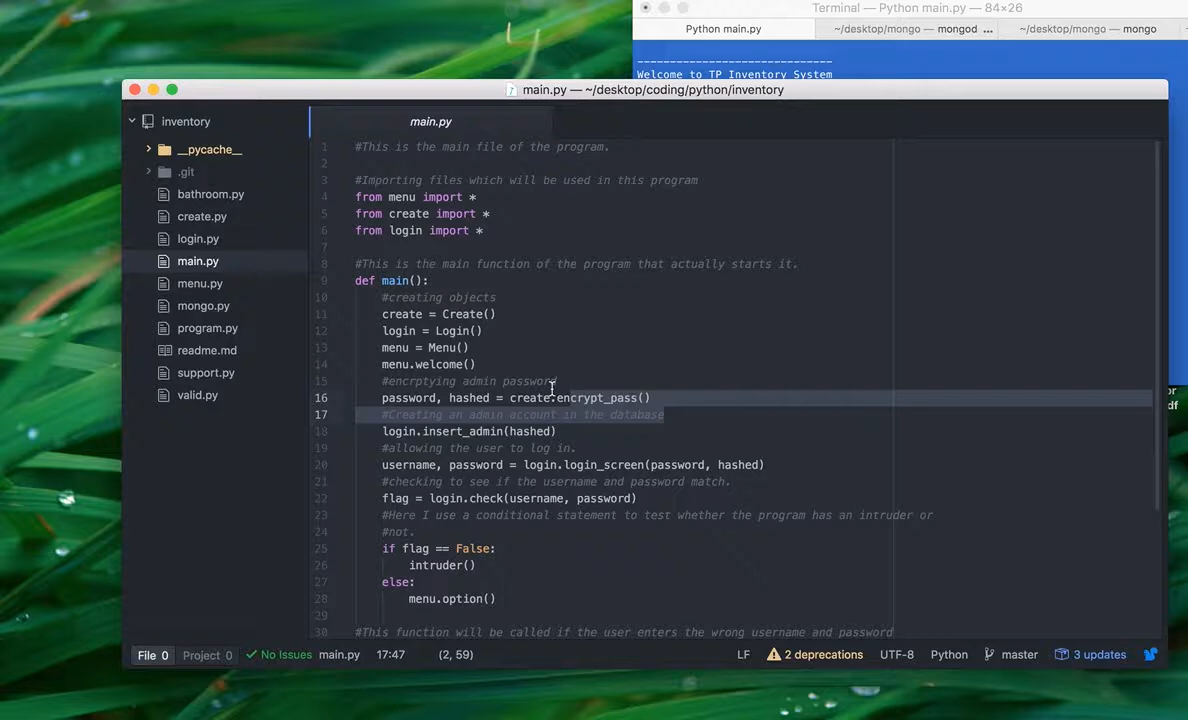 Terminal — Python main.py — 84×26
Python main.py
~/desktop/mongo — mongod ...
~/desktop/mongo — mongo
------------------------------
Welcome to TP Inventory System
main.py — ~/desktop/coding/python/inventory
inventory
__pycache__
.git
bathroom.py
create.py
login.py
main.py
menu.py
mongo.py
program.py
readme.md
support.py
valid.py
main.py
1 #This is the main file of the program.
2
3 #Importing files which will be used in this program
4 from menu import *
5 from create import *
6 from login import *
7
8 #This is the main function of the program that actually starts it.
9 def main():
10 #creating objects
11 create = Create()
12 login = Login()
13 menu = Menu()
14 menu.welcome()
15 #encrptying admin password
16 password, hashed = create.encrypt_pass()
17 #Creating an admin account in the database
18 login.insert_admin(hashed)
19 #allowing the user to log in.
20 username, password = login.login_screen(password, hashed)
21 #checking to see if the username and password match.
22 flag = login.check(username, password)
23 #Here I use a conditional statement to test whether the program has an intruder or
24 #not.
25 if flag == False:
26 intruder()
27 else:
28 menu.option()
29
30 #This function will be called if the user enters the wrong username and password
or
df
File 0 Project 0 No Issues main.py 17:47 (2, 59) LF 2 deprecations UTF-8 Python master 3 updates